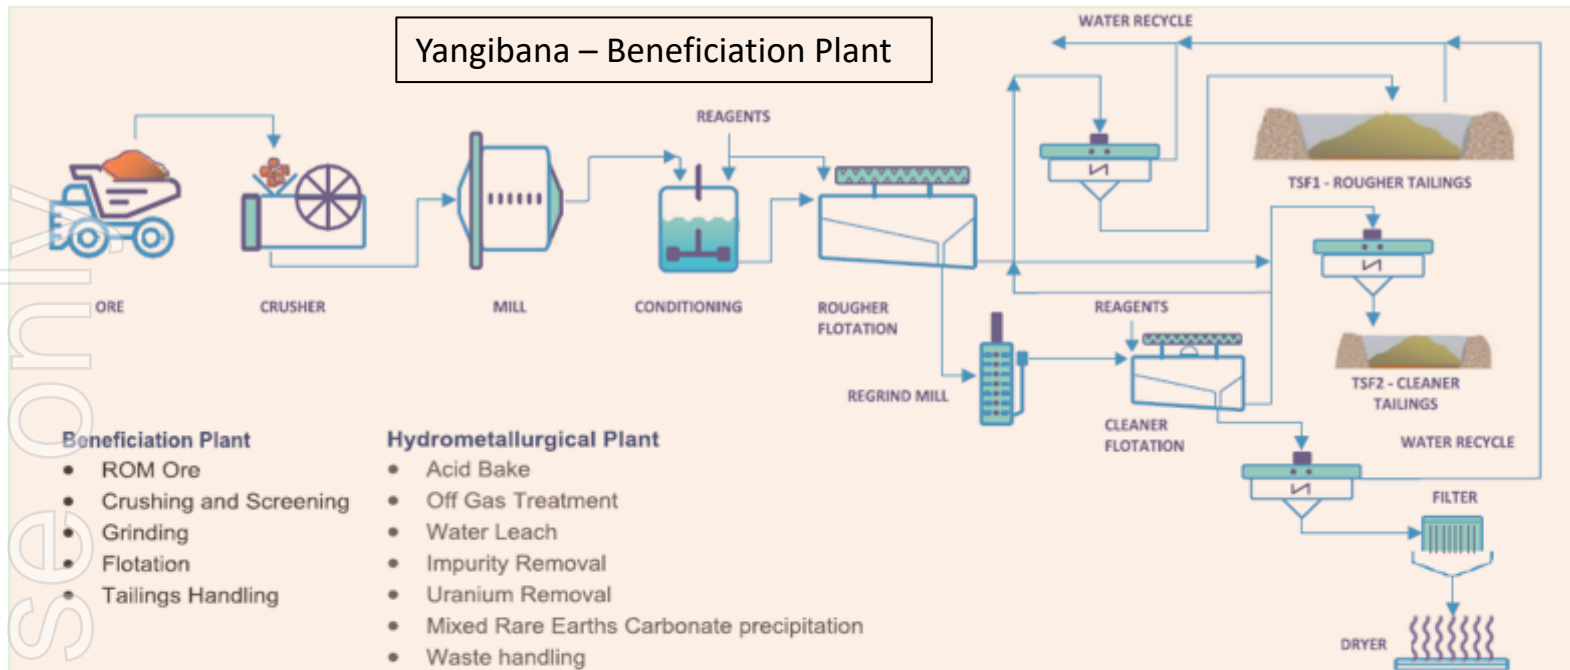 WATER RECYCLE
Yangibana – Beneficiation Plant
REAGENTS
TSF1 - ROUGHER TAILINGS
ORE
CRUSHER
MILL
CONDITIONING
ROUGHER
FLOTATION
REAGENTS
REGRIND MILL
TSF2 - CLEANER
TAILINGS
CLEANER
FLOTATION
WATER RECYCLE
FILTER
DRYER
Beneficiation Plant
• ROM Ore
• Crushing and Screening
• Grinding
• Flotation
• Tailings Handling
Hydrometallurgical Plant
• Acid Bake
• Off Gas Treatment
• Water Leach
• Impurity Removal
• Uranium Removal
• Mixed Rare Earths Carbonate precipitation
• Waste handling
se only